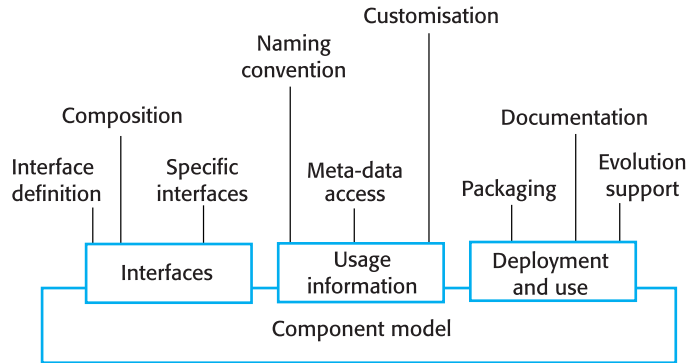 Customisation
Naming
convention
Composition
Documentation
Interface
definition
Specific
interfaces
Meta-data
access
Packaging
Evolution
support
Interfaces
Usage
information
Deployment
and use
Component model